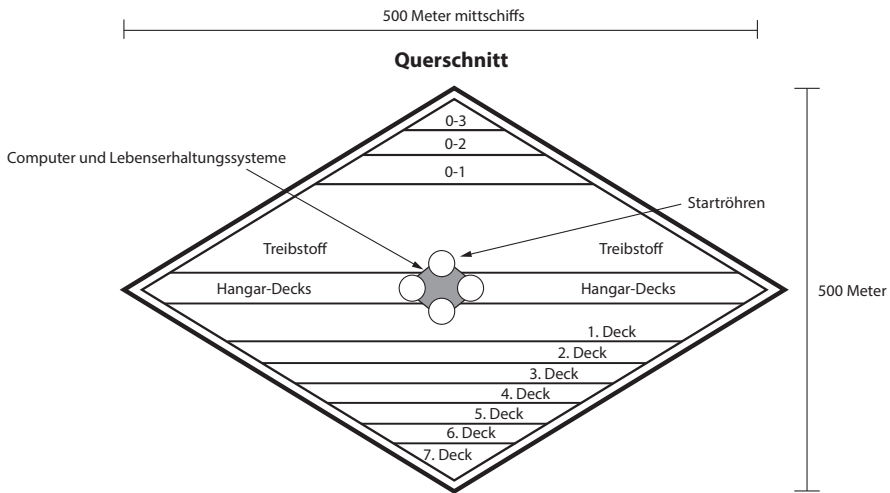 500 Meter mittschiffs
Querschnitt
0-3
0-2
Computer und Lebenserhaltungssysteme
0-1
Startröhren
Treibstoff
Treibstoff
Hangar-Decks
Hangar-Decks
500 Meter
1. Deck
2. Deck
3. Deck
4. Deck
5. Deck
6. Deck
7. Deck